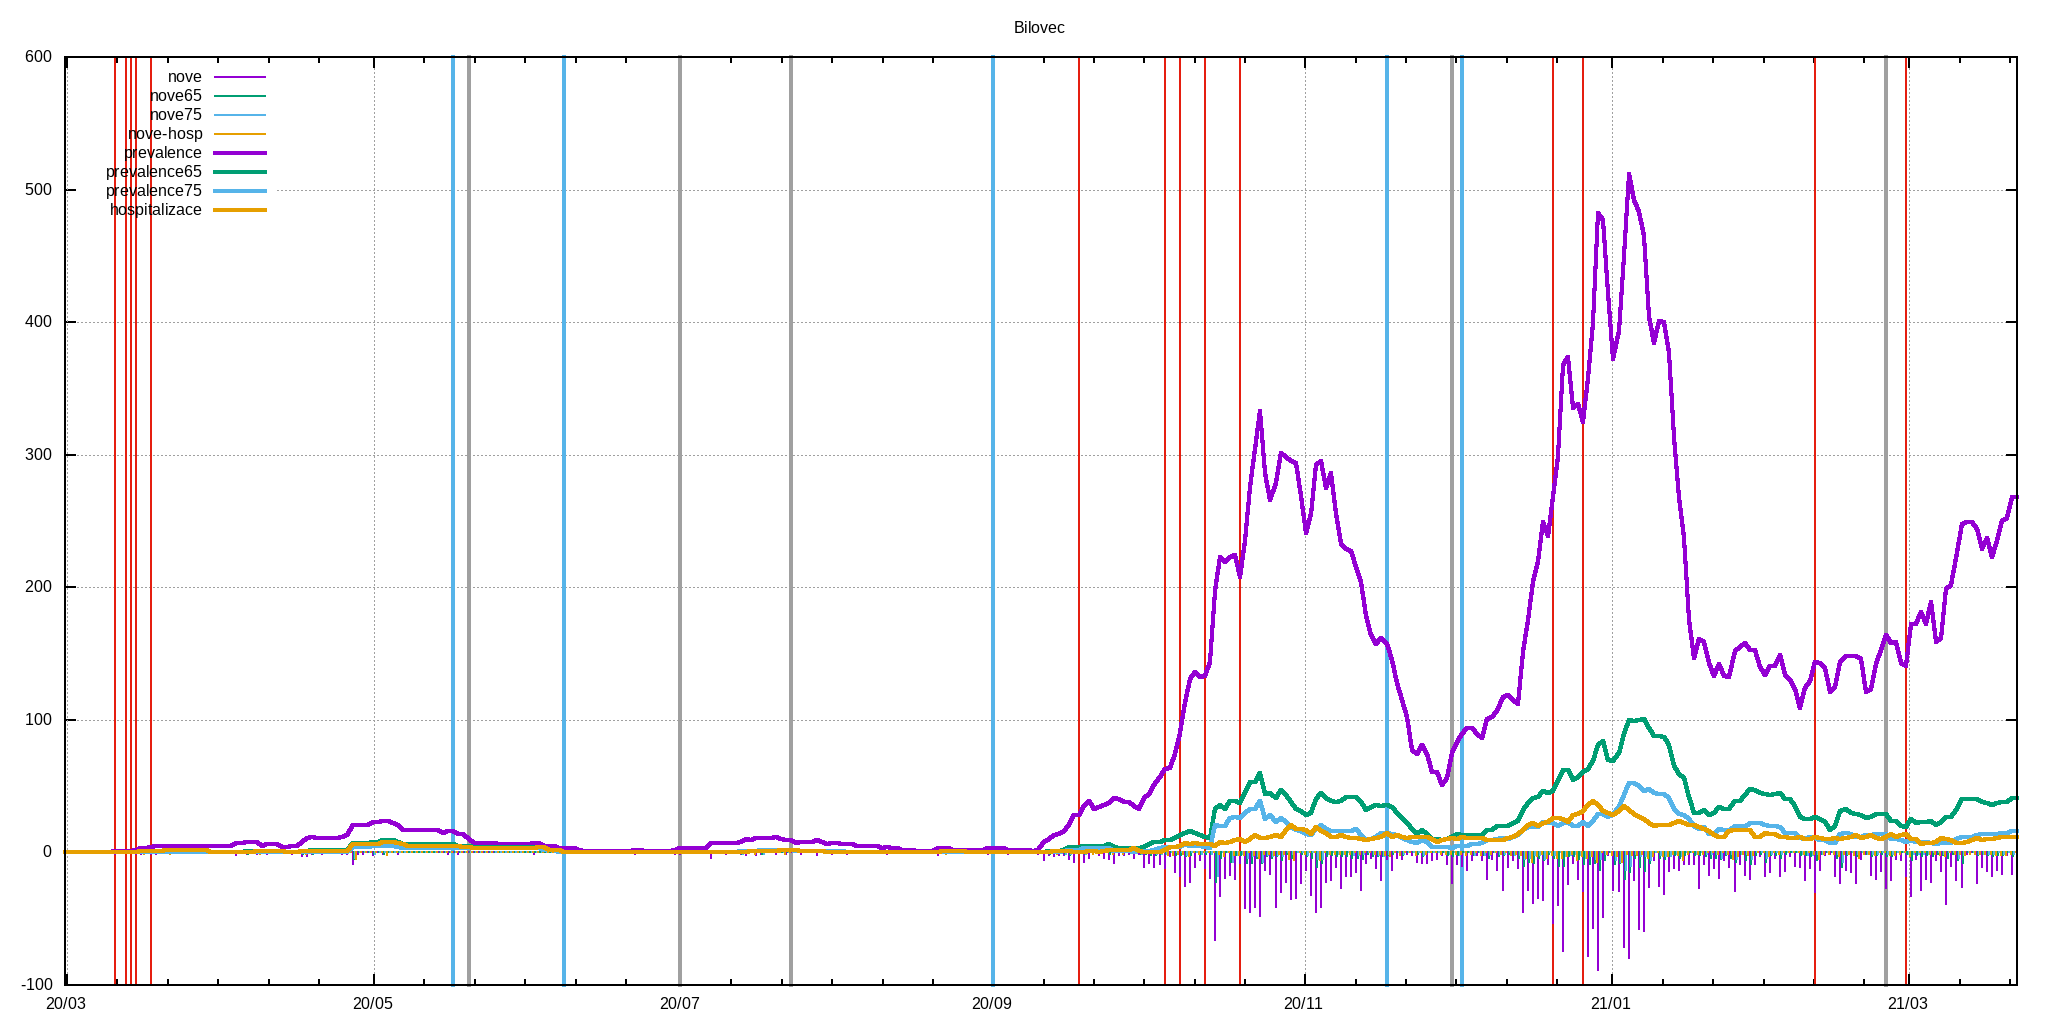 Bilovec
600
500
400
300
200
100
0
-100
nove
nove65
nove75
nove-hosp
prevalence
prevalence65
prevalence75
hospitalizace
20/03 20/05 20/07 20/09 20/11 21/01 21/03